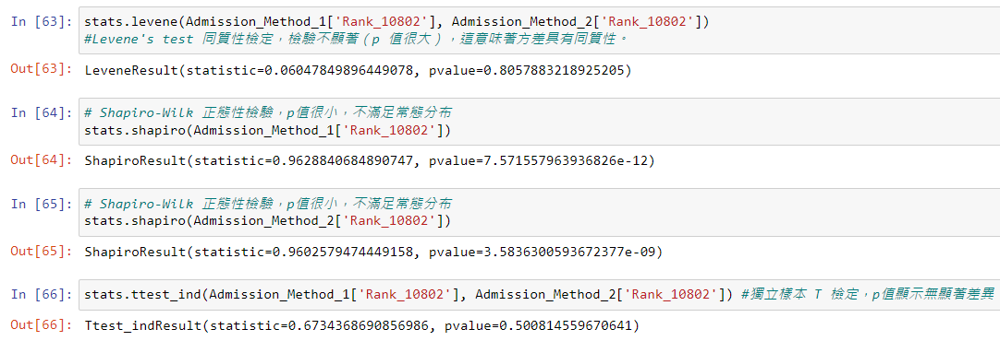 In [63]: stats.levene(Admission_Method_1['Rank_10802'], Admission_Method_2['Rank_10802'])
#Levene's test 同質性檢定，檢驗不顯著（p 值很大），這意味著方差具有同質性。
Out[63]: LeveneResult(statistic=0.06047849896449078, pvalue=0.8057883218925205)
In [64]: # Shapiro-Wilk 正態性檢驗，p值很小，不滿足常態分布
stats.shapiro(Admission_Method_1['Rank_10802'])
Out[64]: ShapiroResult(statistic=0.9628840684890747, pvalue=7.571557963936826e-12)
In [65]: # Shapiro-Wilk 正態性檢驗，p值很小，不滿足常態分布
stats.shapiro(Admission_Method_2['Rank_10802'])
Out[65]: ShapiroResult(statistic=0.9602579474449158, pvalue=3.5836300593672377e-09)
In [66]: stats.ttest_ind(Admission_Method_1['Rank_10802'], Admission_Method_2['Rank_10802']) #獨立樣本 T 檢定，p值顯示無顯著差異
Out[66]: Ttest_indResult(statistic=0.6734368690856986, pvalue=0.500814559670641)